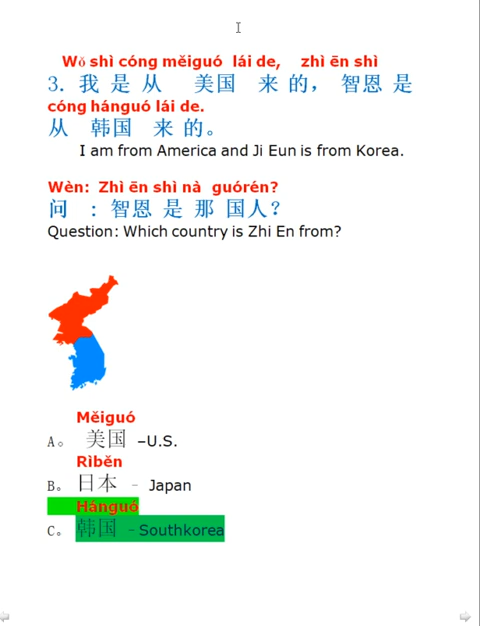 Wǒ shì cóng měiguó lái de, zhì ēn shì
3. 我 是 从 美国 来 的， 智恩 是
cóng hánguó lái de.
从 韩国 来 的。
I am from America and Ji Eun is from Korea.
Wèn: Zhì ēn shì nà guórén?
问 : 智恩 是 那 国人?
Question: Which country is Zhi En from?
Měiguó
A。 美国 –U.S.
Rìběn
B。 日本 – Japan
Hánguó
C。 韩国 –Southkorea